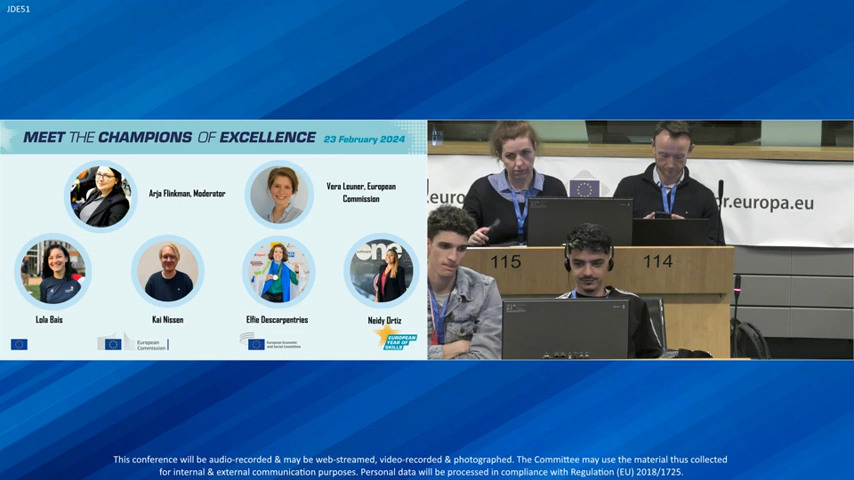 JDE51
MEET THE CHAMPIONS OF EXCELLENCE 23 February 2024
Arja Flinkman, Moderator
Vera Leuner, European
Commission
Lola Bais
Kai Nissen
Elfie Descarpentries
Neidy Ortiz
European
Commission
European Economic
and Social Committee
EUROPEAN
YEAR OF
SKILLS
.europa.eu
115
114
This conference will be audio-recorded & may be web-streamed, video-recorded & photographed. The Committee may use the material thus collected
for internal & external communication purposes. Personal data will be processed in compliance with Regulation (EU) 2018/1725.